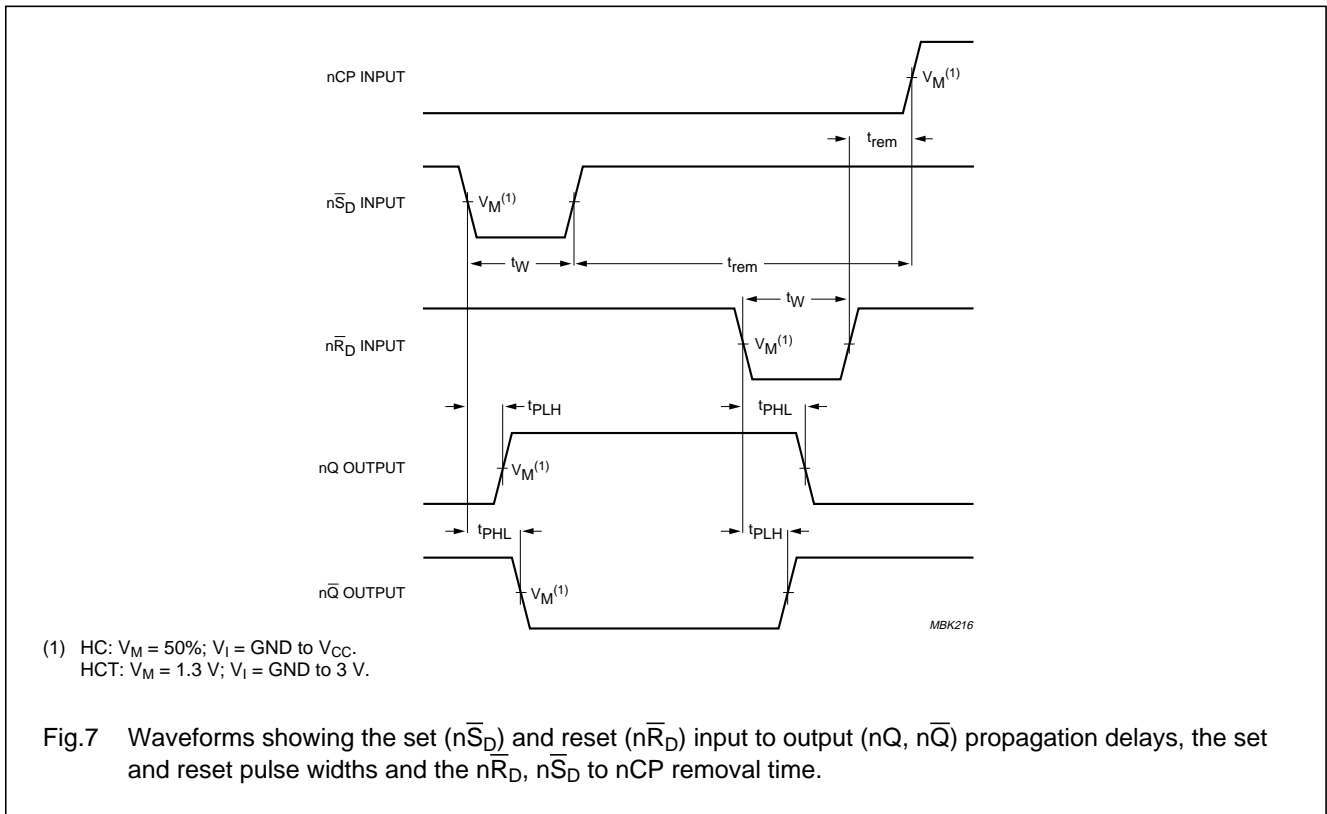 nCP INPUT
V_M(1)
t_rem
nS̅_D INPUT
V_M(1)
t_W
t_rem
t_W
nR̅_D INPUT
V_M(1)
t_PLH
t_PHL
nQ OUTPUT
V_M(1)
t_PHL
t_PLH
nQ̅ OUTPUT
V_M(1)
MBK216
(1) HC: V_M = 50%; V_I = GND to V_CC.
HCT: V_M = 1.3 V; V_I = GND to 3 V.
Fig.7 Waveforms showing the set (nS̅_D) and reset (nR̅_D) input to output (nQ, nQ̅) propagation delays, the set
and reset pulse widths and the nR̅_D, nS̅_D to nCP removal time.